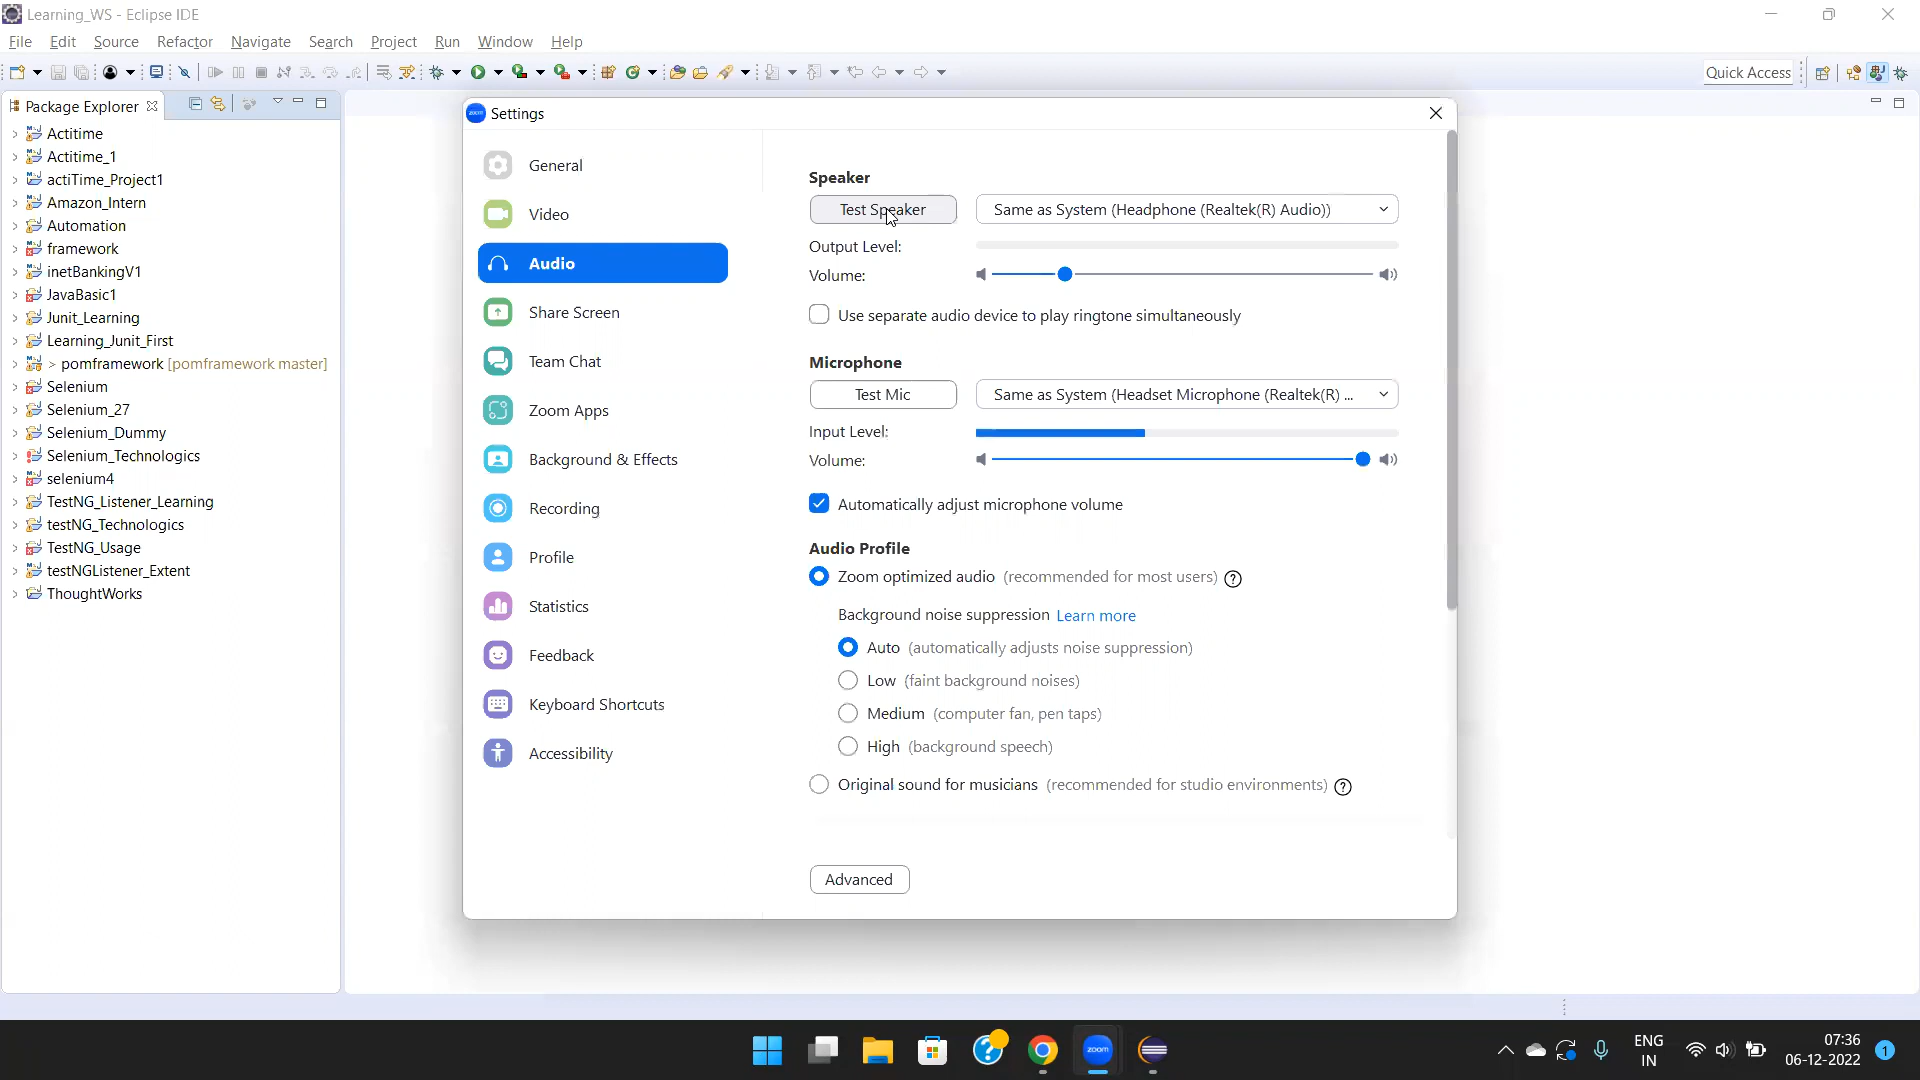 Learning_WS - Eclipse IDE
File Edit Source Refactor Navigate Search Project Run Window Help
Quick Access
Package Explorer
Actitime
Actitime_1
actiTime_Project1
Amazon_Intern
Automation
framework
inetBankingV1
JavaBasic1
Junit_Learning
Learning_Junit_First
> pomframework [pomframework master]
Selenium
Selenium_27
Selenium_Dummy
Selenium_Technologics
selenium4
TestNG_Listener_Learning
testNG_Technologics
TestNG_Usage
testNGListener_Extent
ThoughtWorks
zoom Settings
General
Video
Audio
Share Screen
Team Chat
Zoom Apps
Background & Effects
Recording
Profile
Statistics
Feedback
Keyboard Shortcuts
Accessibility
Speaker
Test Speaker Same as System (Headphone (Realtek(R) Audio))
Output Level:
Volume:
Use separate audio device to play ringtone simultaneously
Microphone
Test Mic Same as System (Headset Microphone (Realtek(R) ...
Input Level:
Volume:
Automatically adjust microphone volume
Audio Profile
Zoom optimized audio (recommended for most users) ?
Background noise suppression Learn more
Auto (automatically adjusts noise suppression)
Low (faint background noises)
Medium (computer fan, pen taps)
High (background speech)
Original sound for musicians (recommended for studio environments) ?
Advanced
zoom
ENG
IN
07:36
06-12-2022
1